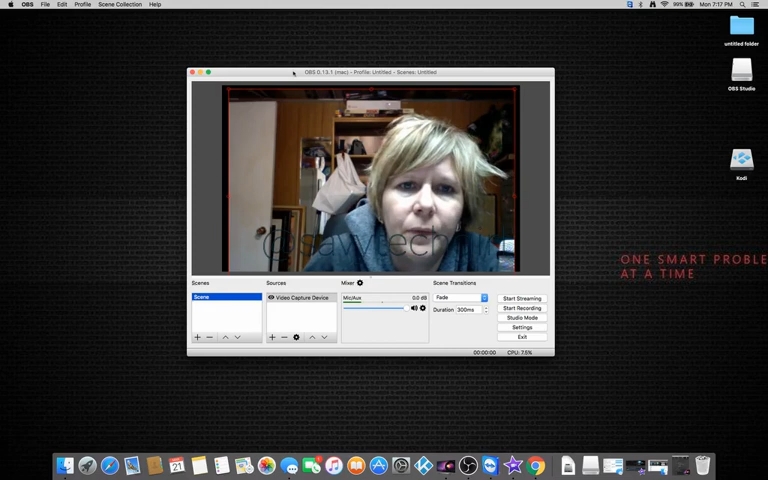 OBS File Edit Profile Scene Collection Help
99% Mon 7:17 PM
untitled folder
OBS Studio
Kodi
OBS 0.13.1 (mac) - Profile: Untitled - Scenes: Untitled
@savvytech
ONE SMART PROBLE
AT A TIME
Scenes Sources Mixer Scene Transitions
Scene
Video Capture Device
Mic/Aux 0.0 dB
Fade
Duration 300ms
Start Streaming
Start Recording
Studio Mode
Settings
Exit
00:00:00 CPU: 7.5%
21